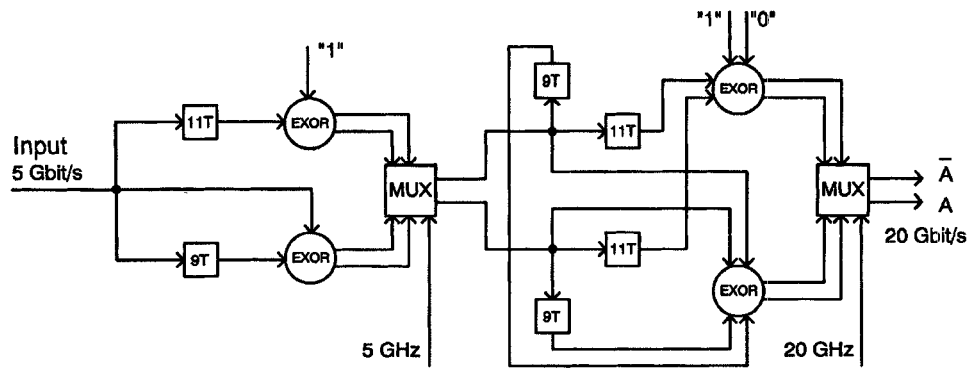 "1" "0"
"1"
9T
EXOR
11T
EXOR
11T
Input
5 Gbit/s
MUX
MUX
A̅
A
20 Gbit/s
9T
EXOR
11T
EXOR
9T
5 GHz
20 GHz